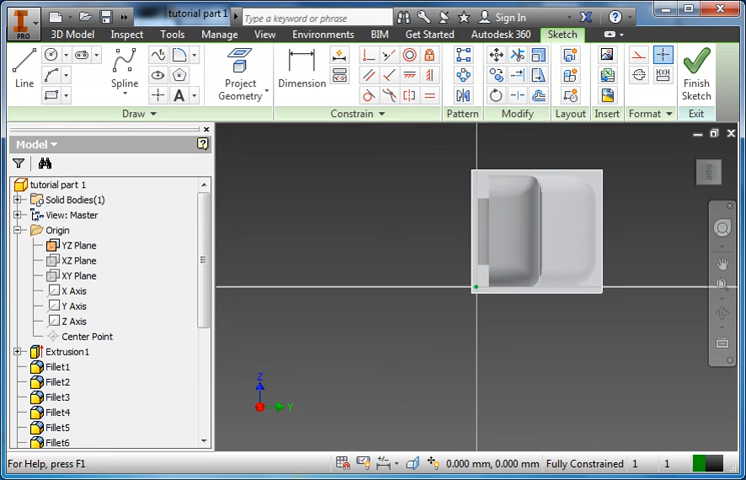 tutorial part 1
Type a keyword or phrase
Sign In
PRO
3D Model Inspect Tools Manage View Environments BIM Get Started Autodesk 360 Sketch
Line
Spline
A
Project
Geometry
Dimension
Finish
Sketch
Draw Constrain Pattern Modify Layout Insert Format Exit
Model
tutorial part 1
Solid Bodies(1)
View: Master
Origin
YZ Plane
XZ Plane
XY Plane
X Axis
Y Axis
Z Axis
Center Point
Extrusion1
Fillet1
Fillet2
Fillet3
Fillet4
Fillet5
Fillet6
Z
Y
For Help, press F1
0.000 mm, 0.000 mm Fully Constrained 1 1